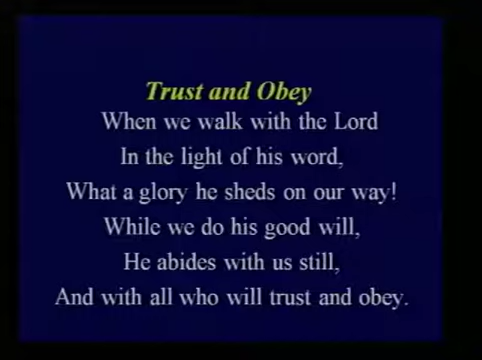 Trust and Obey
When we walk with the Lord
In the light of his word,
What a glory he sheds on our way!
While we do his good will,
He abides with us still,
And with all who will trust and obey.